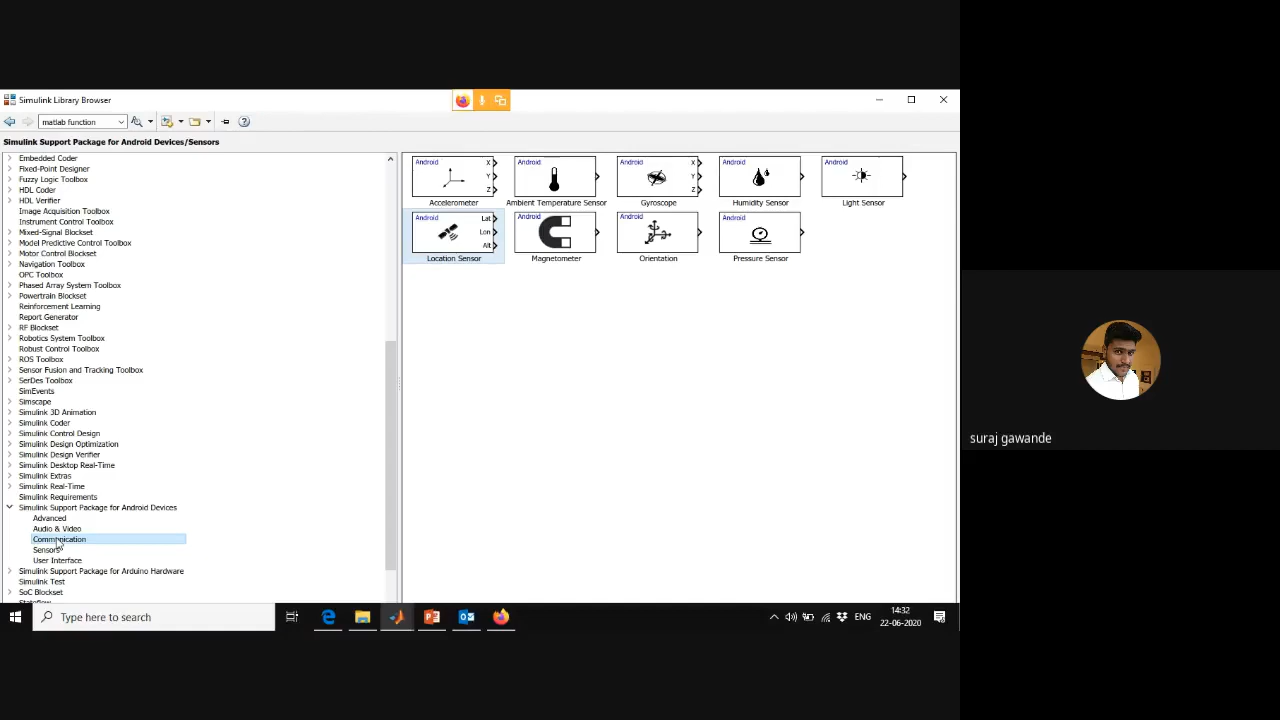 Simulink Library Browser
matlab function
Simulink Support Package for Android Devices/Sensors
Embedded Coder
Fixed-Point Designer
Fuzzy Logic Toolbox
HDL Coder
HDL Verifier
Image Acquisition Toolbox
Instrument Control Toolbox
Mixed-Signal Blockset
Model Predictive Control Toolbox
Motor Control Blockset
Navigation Toolbox
OPC Toolbox
Phased Array System Toolbox
Powertrain Blockset
Reinforcement Learning
Report Generator
RF Blockset
Robotics System Toolbox
Robust Control Toolbox
ROS Toolbox
Sensor Fusion and Tracking Toolbox
SerDes Toolbox
SimEvents
Simscape
Simulink 3D Animation
Simulink Coder
Simulink Control Design
Simulink Design Optimization
Simulink Design Verifier
Simulink Desktop Real-Time
Simulink Extras
Simulink Real-Time
Simulink Requirements
Simulink Support Package for Android Devices
Advanced
Audio & Video
Communication
Sensors
User Interface
Simulink Support Package for Arduino Hardware
Simulink Test
SoC Blockset
Stateflow
Android X Y Z
Accelerometer
Android
Ambient Temperature Sensor
Android X Y Z
Gyroscope
Android
Humidity Sensor
Android
Light Sensor
Android Lat Lon Alt
Location Sensor
Android
Magnetometer
Android
Orientation
Android
Pressure Sensor
suraj gawande
Type here to search
ENG
14:32
22-06-2020